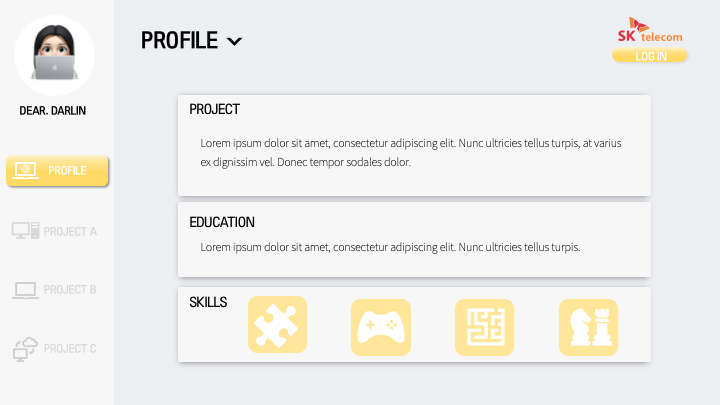 DEAR. DARLIN
PROFILE
PROJECT A
PROJECT B
PROJECT C
PROFILE
SK telecom
LOG IN
PROJECT
Lorem ipsum dolor sit amet, consectetur adipiscing elit. Nunc ultricies tellus turpis, at varius
ex dignissim vel. Donec tempor sodales dolor.
EDUCATION
Lorem ipsum dolor sit amet, consectetur adipiscing elit. Nunc ultricies tellus turpis.
SKILLS